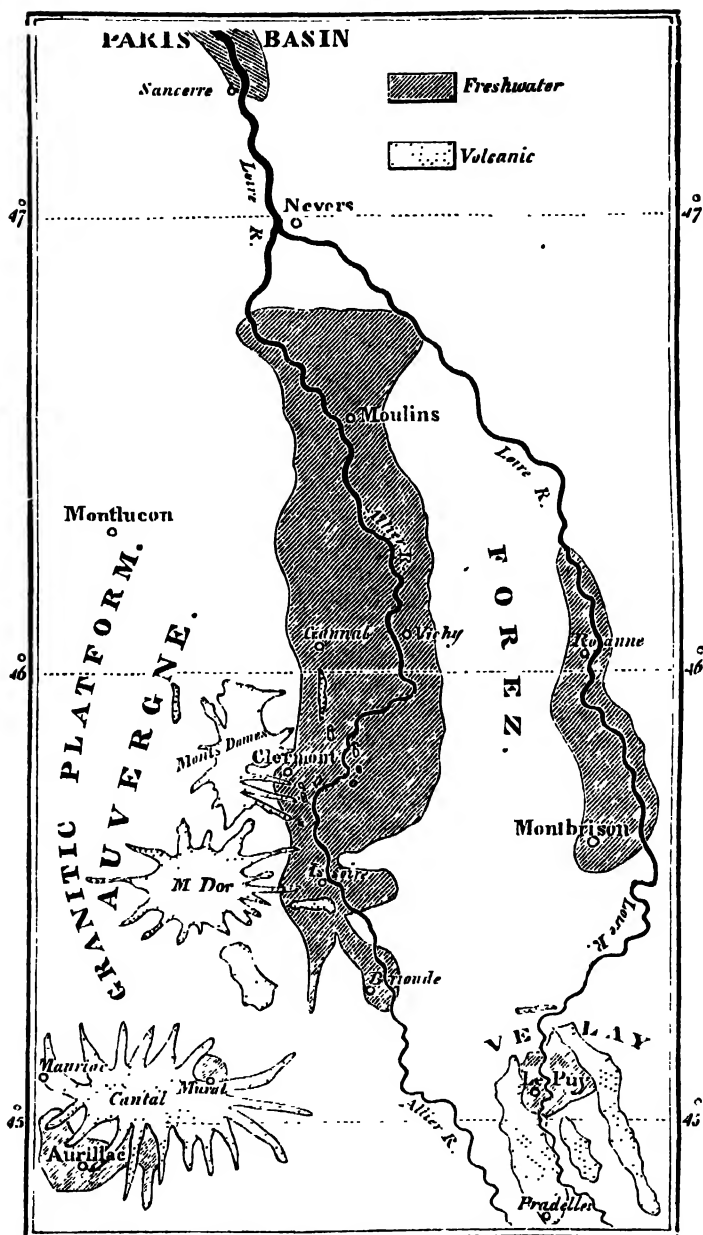 PARIS BASIN
Sancerre
Freshwater
Volcanic
Loire R.
47° 47°
Nevers
Moulins
Loire R.
Allier R.
Montlucon
FOREZ.
GRANITIC PLATFORM.
AUVERGNE.
Gannat
Vichy
Roanne
46° 46°
Monts Domes
Clermont
Montbrison
M. Dor
Issoire
Loire R.
Brioude
VELAY
Mauriac
Murat
Cantal
Le Puy
45° 45°
Allier R.
Aurillac
Pradelles